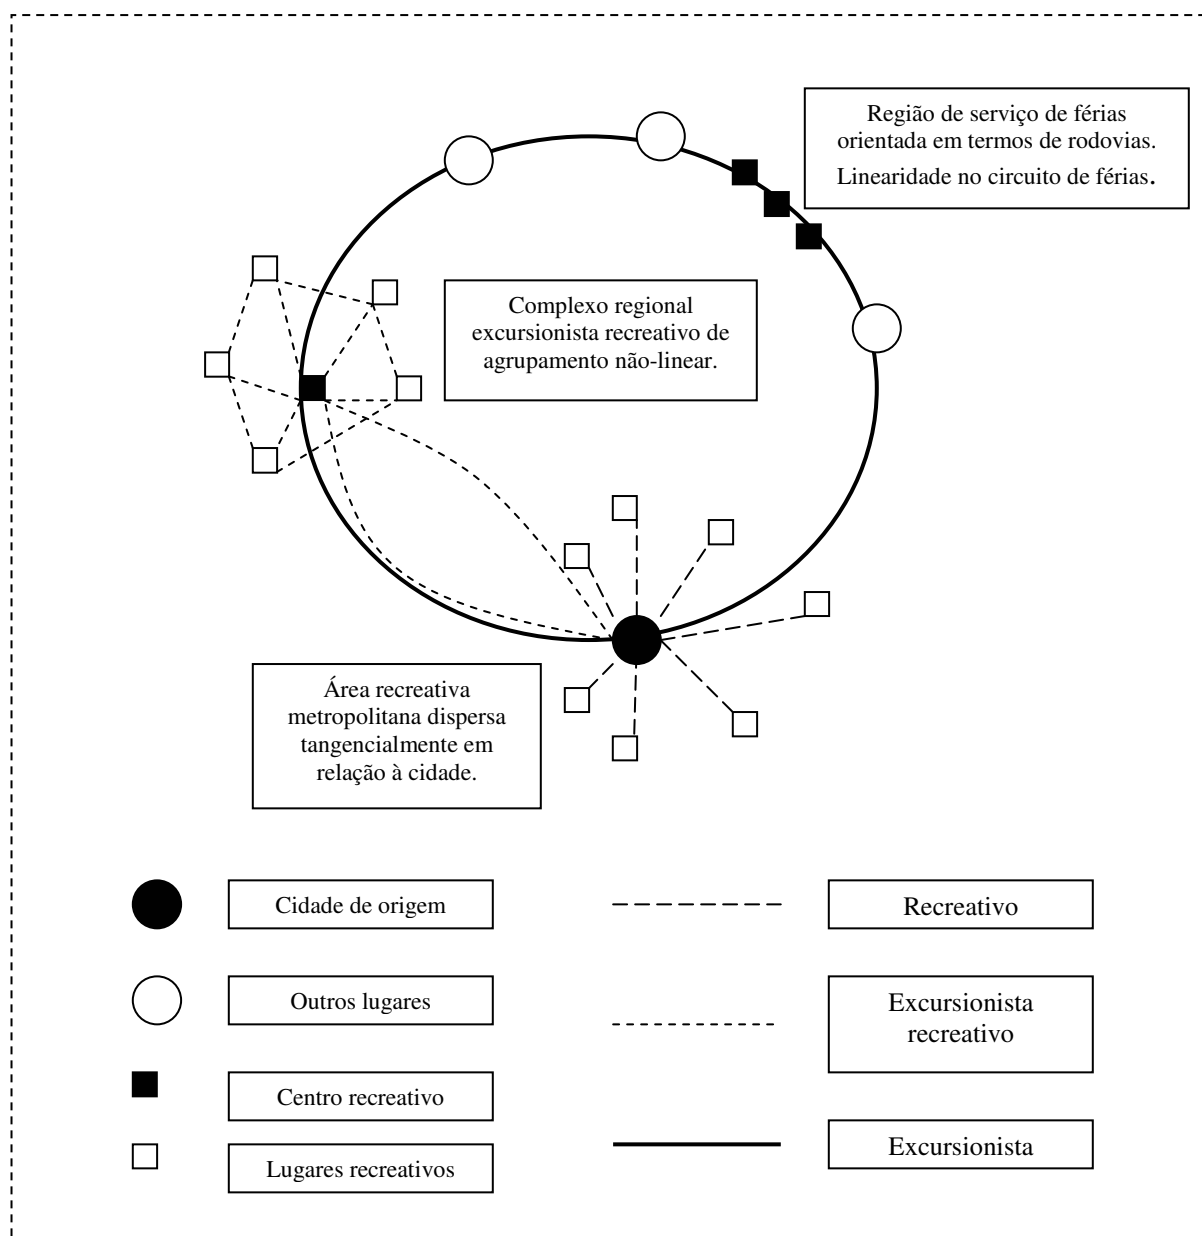 Região de serviço de férias
orientada em termos de rodovias.
Linearidade no circuito de férias.
Complexo regional
excursionista recreativo de
agrupamento não-linear.
Área recreativa
metropolitana dispersa
tangencialmente em
relação à cidade.
Cidade de origem
Recreativo
Outros lugares
Excursionista
recreativo
Centro recreativo
Excursionista
Lugares recreativos